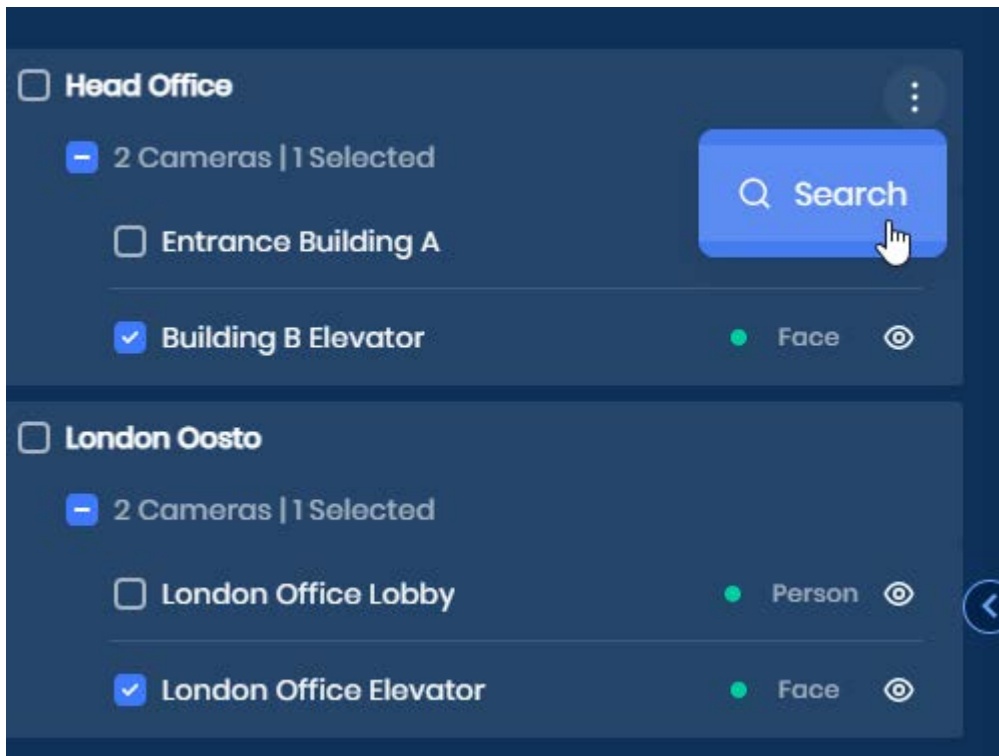 Head Office
2 Cameras | 1 Selected
Search
Entrance Building A
Building B Elevator Face
London Oosto
2 Cameras | 1 Selected
London Office Lobby Person
London Office Elevator Face